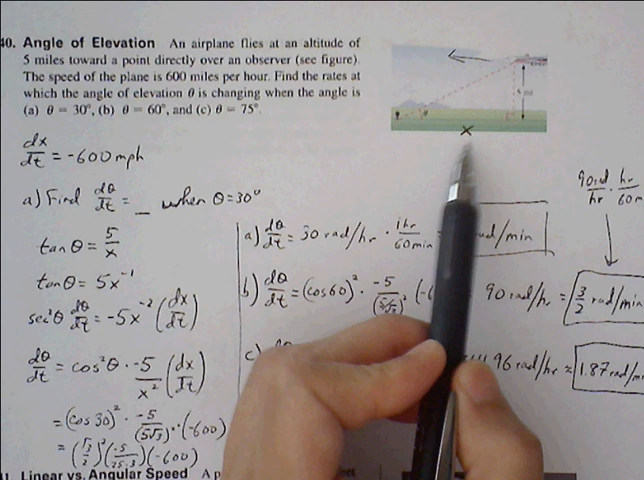 40. Angle of Elevation An airplane flies at an altitude of
5 miles toward a point directly over an observer (see figure).
The speed of the plane is 600 miles per hour. Find the rates at
which the angle of elevation θ is changing when the angle is
(a) θ = 30°, (b) θ = 60°, and (c) θ = 75°.
dx/dt = -600 mph
a) Find dθ/dt = _ when θ=30°
tan θ = 5/x
tan θ = 5x⁻¹
sec²θ dθ/dt = -5x⁻² (dx/dt)
dθ/dt = cos²θ · -5/x² (dx/dt)
= (cos 30)² · -5/(5√3)² · (-600)
= (√3/2)² (-5/25·3) (-600)
x
a) dθ/dt = 30 rad/hr · 1hr/60min rad/min
b) dθ/dt = (cos60)² · -5/(5√3)² 90 rad/hr = 3/2 rad/min
c) dθ 96 rad/hr ≈ 1.87 rad/m
90 rad/hr · hr/60m
Linear vs. Angular Speed A p